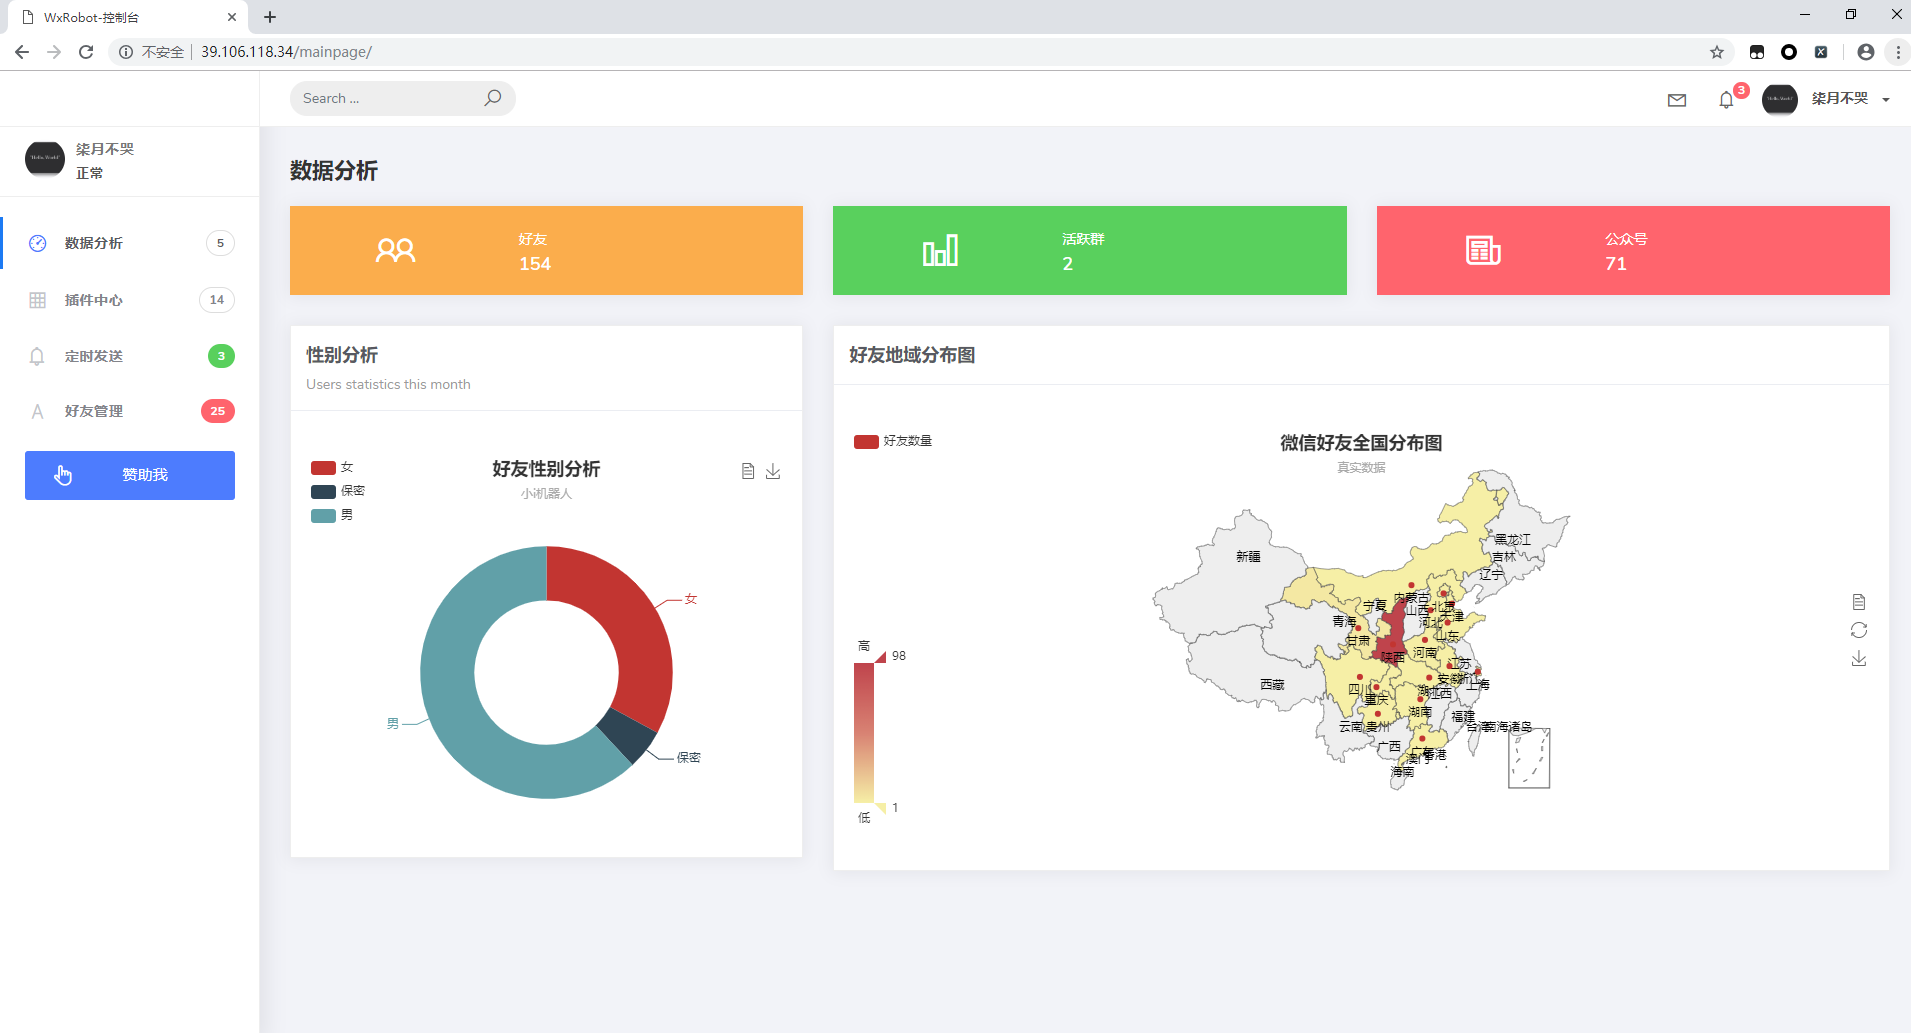 WxRobot-控制台
不安全
39.106.118.34/mainpage/
Search ...
3
柒月不哭
柒月不哭
正常
数据分析 5
插件中心 14
定时发送 3
好友管理 25
赞助我
数据分析
好友
154
活跃群
2
公众号
71
性别分析
Users statistics this month
女
保密
男
好友性别分析
小i机器人
女
男
保密
好友地域分布图
好友数量
微信好友全国分布图
真实数据
高
98
1
低
黑龙江
新疆
吉林
辽宁
内蒙古
宁夏
山西
北京
天津
青海
河北
甘肃
山东
陕西
河南
江苏
西藏
四川
安徽
浙江
上海
重庆
湖北
江西
湖南
福建
云南
贵州
台湾
南海诸岛
广西
广东
香港
澳门
海南